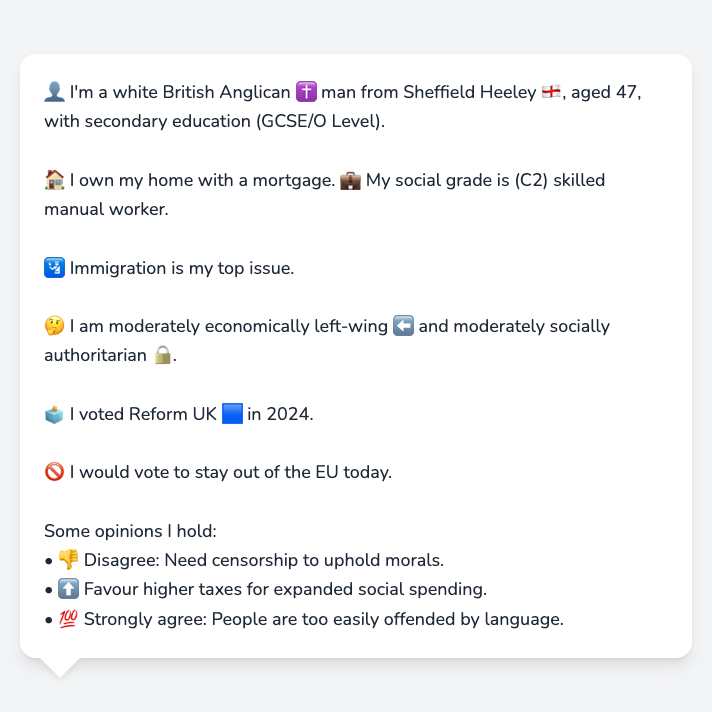 👤 I'm a white British Anglican ✝️ man from Sheffield Heeley 🏴󠁧󠁢󠁥󠁮󠁧󠁿, aged 47,
with secondary education (GCSE/O Level).
🏠 I own my home with a mortgage. 💼 My social grade is (C2) skilled
manual worker.
🛂 Immigration is my top issue.
🤔 I am moderately economically left-wing ⬅️ and moderately socially
authoritarian 🔒.
🗳️ I voted Reform UK 🟦 in 2024.
🚫 I would vote to stay out of the EU today.
Some opinions I hold:
• 👎 Disagree: Need censorship to uphold morals.
• ⬆️ Favour higher taxes for expanded social spending.
• 💯 Strongly agree: People are too easily offended by language.